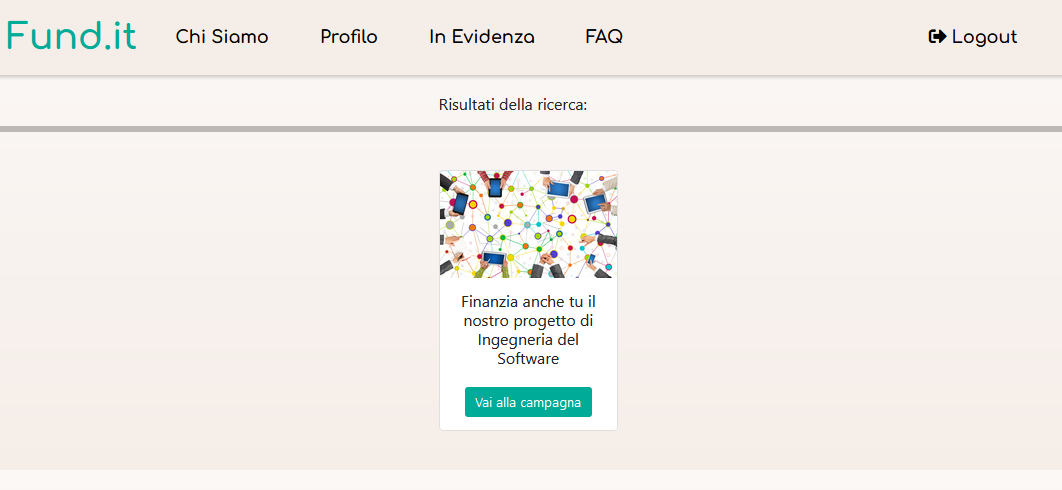 Fund.it
Chi Siamo
Profilo
In Evidenza
FAQ
Logout
Risultati della ricerca:
Finanzia anche tu il
nostro progetto di
Ingegneria del
Software
Vai alla campagna